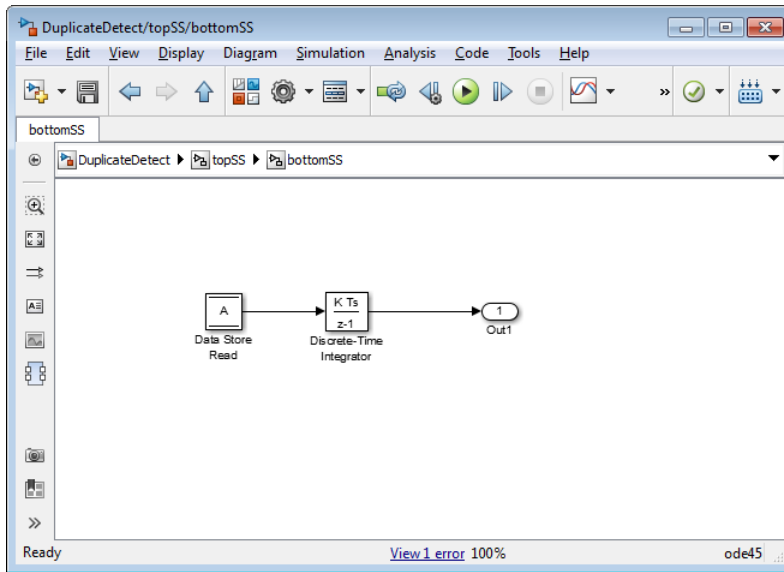 DuplicateDetect/topSS/bottomSS
File Edit View Display Diagram Simulation Analysis Code Tools Help
»
bottomSS
DuplicateDetect topSS bottomSS
A
K Ts
z-1
1
Data Store
Read
Discrete-Time
Integrator
Out1
A
»
Ready View 1 error 100% ode45